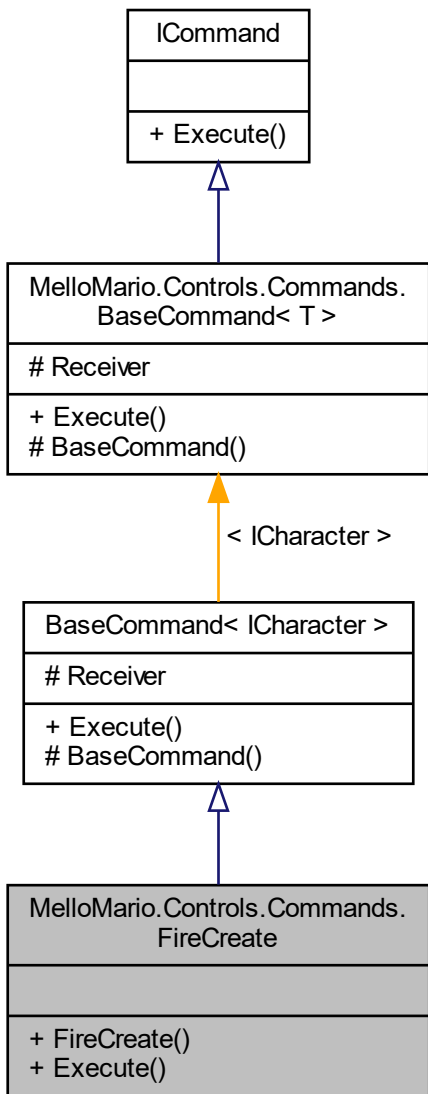 ICommand
+ Execute()
MelloMario.Controls.Commands.
BaseCommand< T >
# Receiver
+ Execute()
# BaseCommand()
< ICharacter >
BaseCommand< ICharacter >
# Receiver
+ Execute()
# BaseCommand()
MelloMario.Controls.Commands.
FireCreate
+ FireCreate()
+ Execute()